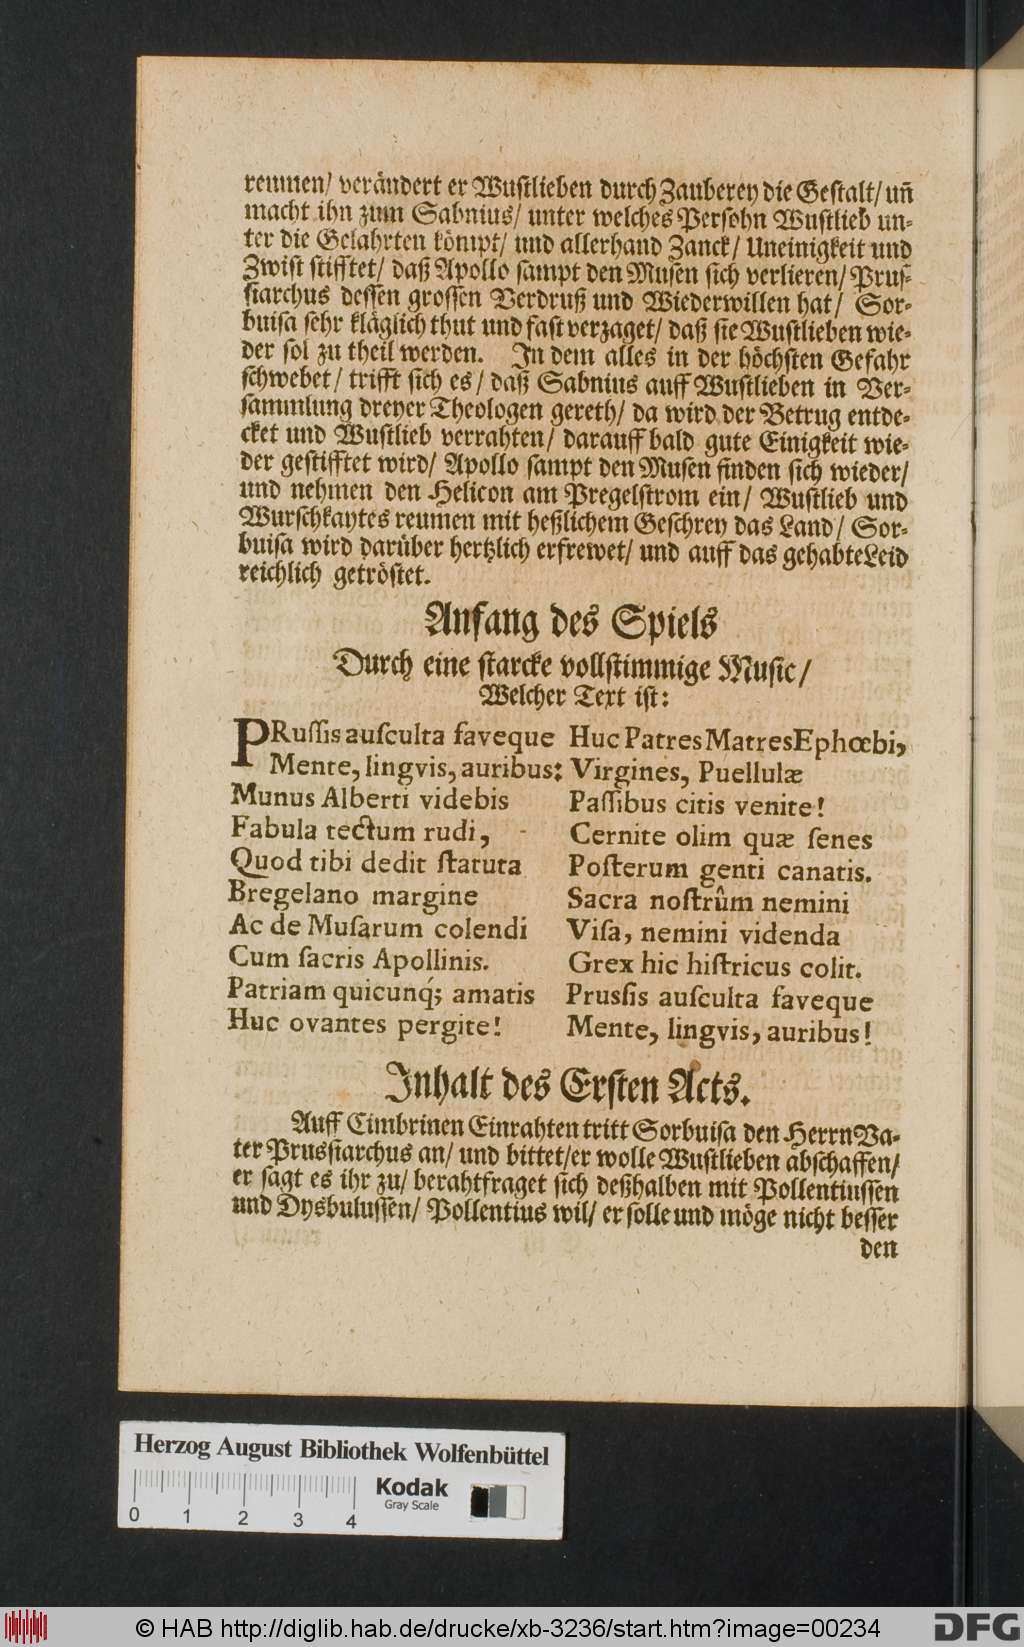 reumen/ verändert er Wustlieben durch Zauberey die Gestalt/ uñ
macht ihn zum Sabnius/ unter welches Persohn Wustlieb un-
ter die Gelahrten kömpt/ und allerhand Zanck/ Uneinigkeit und
Zwist stifftet/ daß Apollo sampt den Musen sich verlieren/ Prus-
siarchus dessen grossen Verdruß und Wiederwillen hat/ Sor-
buisa sehr kläglich thut und fast verzaget/ daß sie Wustlieben wie-
der sol zu theil werden. In dem alles in der höchsten Gefahr
schwebet/ trifft sich es/ daß Sabnius auff Wustlieben in Ver-
sammlung dreyer Theologen gereth/ da wird der Betrug entde-
cket und Wustlieb verrahten/ darauff bald gute Einigkeit wie-
der gestifftet wird/ Apollo sampt den Musen finden sich wieder/
und nehmen den Helicon am Pregelstrom ein/ Wustlieb und
Wurschkaytes reumen mit heßlichem Geschrey das Land/ Sor-
buisa wird darüber hertzlich erfrewet/ und auff das gehabte Leid
reichlich getröstet.
Anfang des Spiels
Durch eine starcke vollstimmige Music/
Welcher Text ist:
PRussis ausculta faveque
Mente, lingvis, auribus:
Munus Alberti videbis
Fabula tectum rudi,
Quod tibi dedit statuta
Bregelano margine
Ac de Musarum colendi
Cum sacris Apollinis.
Patriam quicunq́; amatis
Huc ovantes pergite!
Huc Patres Matres Ephœbi,
Virgines, Puellulæ
Passibus citis venite!
Cernite olim quæ senes
Posterum genti canatis.
Sacra nostrûm nemini
Visa, nemini videnda
Grex hic histricus colit.
Prussis ausculta faveque
Mente, lingvis, auribus!
Inhalt des Ersten Acts.
Auff Cimbrinen Einrahten tritt Sorbuisa den Herrn Va-
ter Prussiarchus an/ und bittet/ er wolle Wustlieben abschaffen/
er sagt es ihr zu/ berahtfraget sich deßhalben mit Pollentiussen
und Dysbulussen/ Pollentius wil/ er solle und möge nicht besser
den
Herzog August Bibliothek Wolfenbüttel
Kodak
Gray Scale
0 1 2 3 4
© HAB http://diglib.hab.de/drucke/xb-3236/start.htm?image=00234
DFG